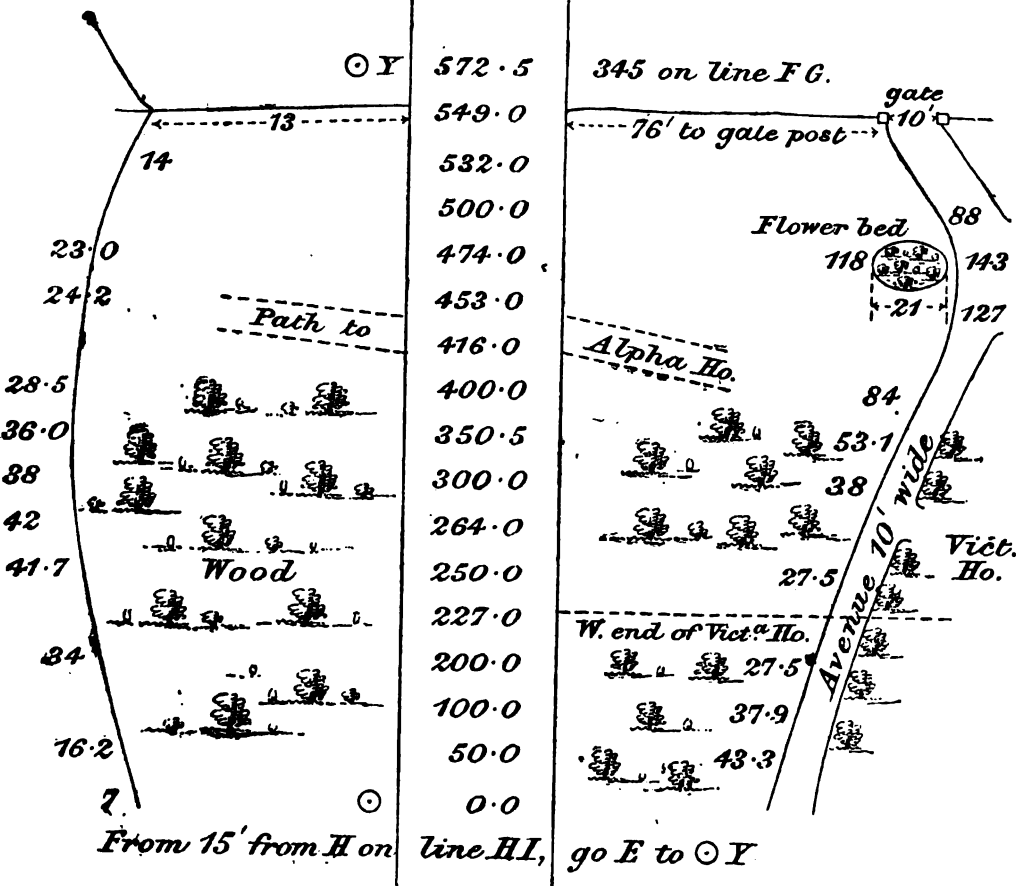 ⊙ Y 572·5 345 on line F G.
gate
549·0
13 76' to gate post 10'
14 532·0
500·0 88
Flower bed
23·0 474·0 118 143
24·2 453·0 21 127
Path to 416·0 Alpha Ho.
28·5 400·0 84
36·0 350·5 53·1
38 300·0 38
42 264·0
Avenue 10' wide
Vict.
Ho.
41·7 250·0 27·5
Wood
227·0
W. end of Vict.a Ho.
34 200·0 27·5
100·0 37·9
16·2 50·0 43·3
7 ⊙ 0·0
From 15' from H on line HI, go E to ⊙ Y